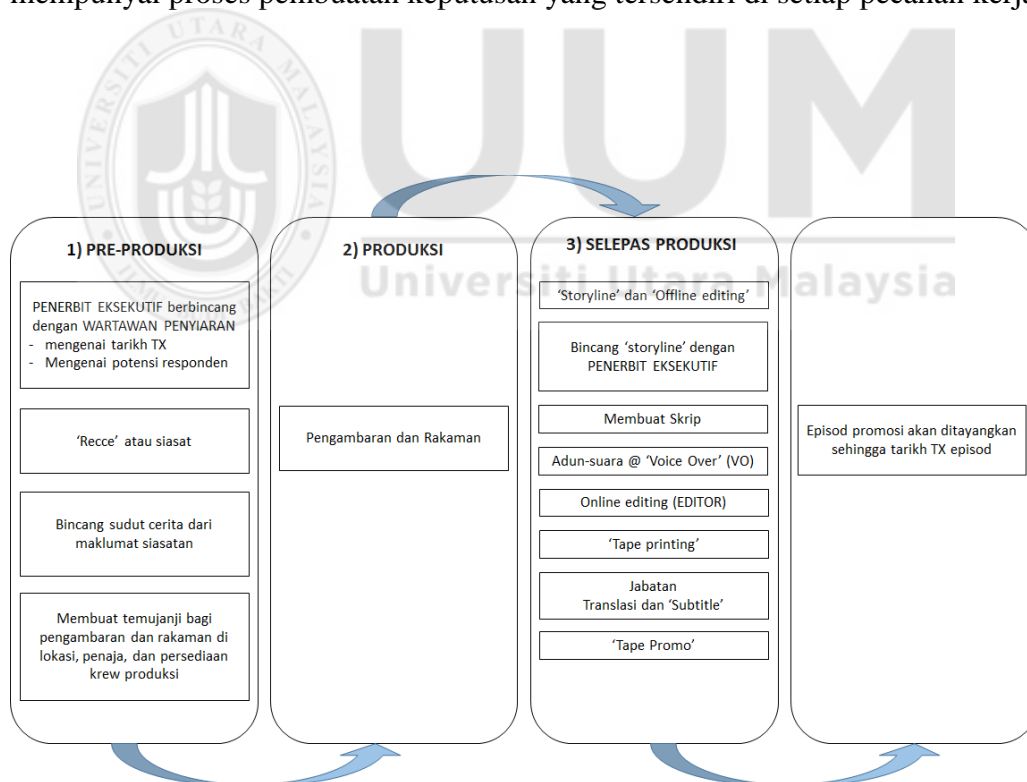 mempunyai proses pembuatan keputusan yang tersendiri di setiap pecahan kerja
UNIVERSITI UTARA MALAYSIA
UUM
Universiti Utara Malaysia
1) PRE-PRODUKSI
PENERBIT EKSEKUTIF berbincang
dengan WARTAWAN PENYIARAN
- mengenai tarikh TX
- Mengenai potensi responden
‘Recce’ atau siasat
Bincang sudut cerita dari
maklumat siasatan
Membuat temujanji bagi
pengambaran dan rakaman di
lokasi, penaja, dan persediaan
krew produksi
2) PRODUKSI
Pengambaran dan Rakaman
3) SELEPAS PRODUKSI
‘Storyline’ dan ‘Offline editing’
Bincang ‘storyline’ dengan
PENERBIT EKSEKUTIF
Membuat Skrip
Adun-suara @ ‘Voice Over’ (VO)
Online editing (EDITOR)
‘Tape printing’
Jabatan
Translasi dan ‘Subtitle’
‘Tape Promo’
Episod promosi akan ditayangkan
sehingga tarikh TX episod